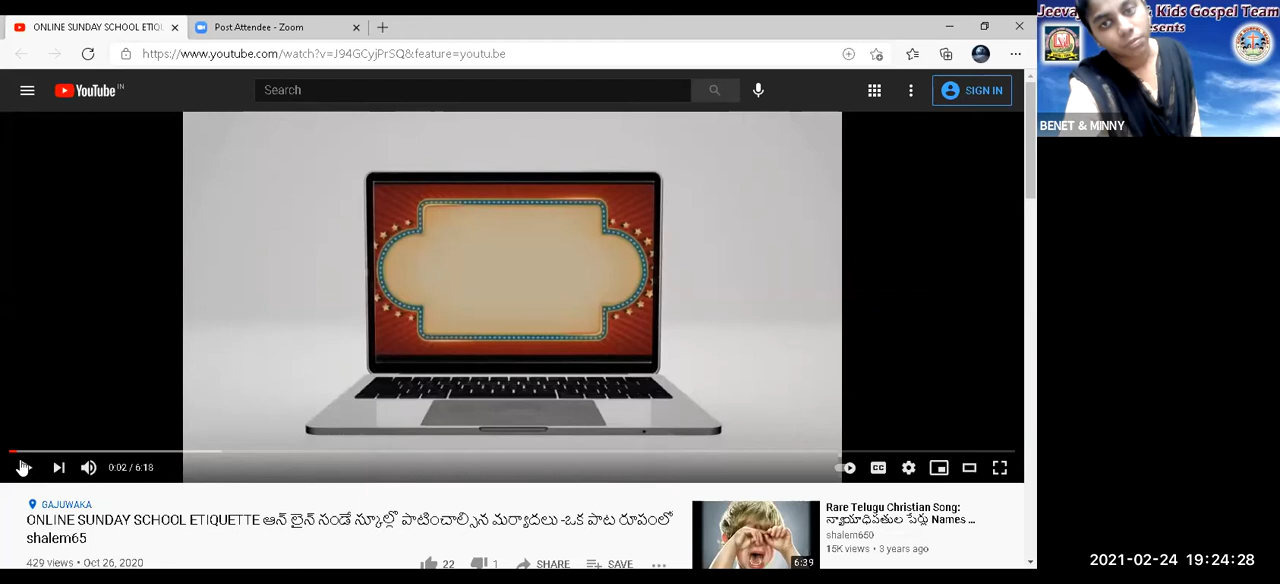 ONLINE SUNDAY SCHOOL ETIQU
Post Attendee - Zoom
https://www.youtube.com/watch?v=J94GCyjPrSQ&feature=youtu.be
YouTube IN
Search
SIGN IN
Kids Gospel Team
BENET & MINNY
0:02 / 6:18
CC
GAJUWAKA
ONLINE SUNDAY SCHOOL ETIQUETTE ఆన్ లైన్ సండే స్కూల్లో పాటించాల్సిన మర్యాదలు -ఒక పాట రూపంలో
shalem65
429 views • Oct 26, 2020
22
1
SHARE
SAVE
6:39
Rare Telugu Christian Song:
న్యాయాధిపతుల పేర్లు Names ...
shalem650
15K views • 3 years ago
2021-02-24 19:24:28